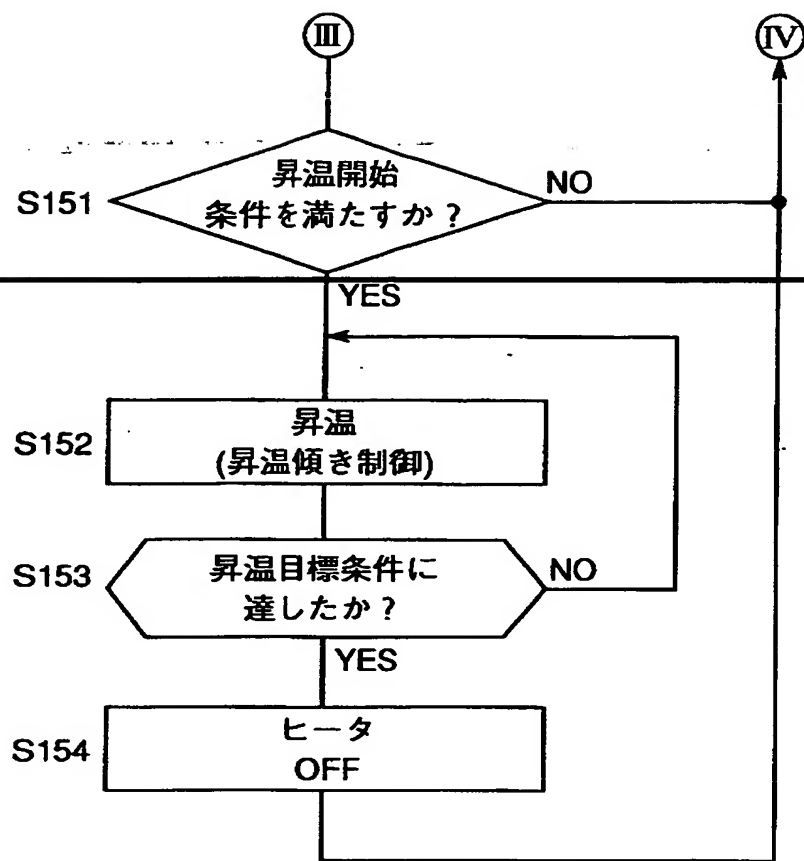 Ⅲ
Ⅳ
S151
昇温開始
条件を満たすか?
NO
YES
S152
昇温
(昇温傾き制御)
S153
昇温目標条件に
達したか?
NO
YES
S154
ヒータ
OFF